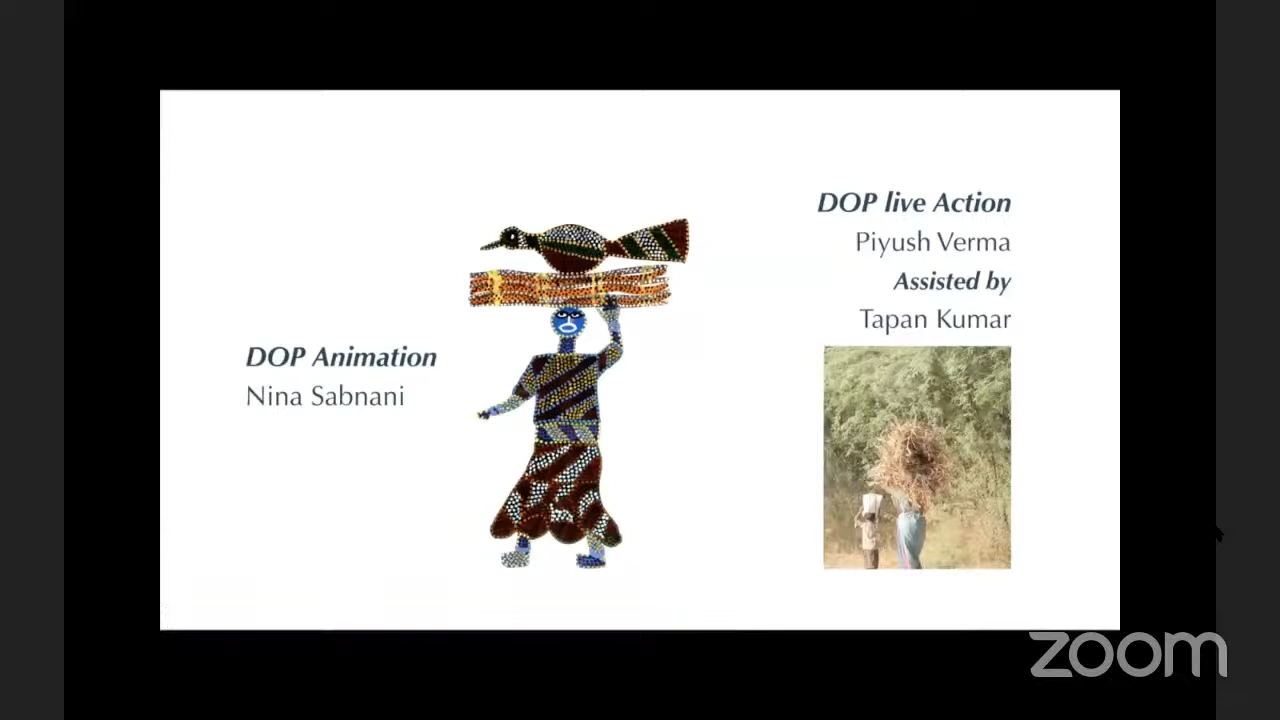 DOP Animation
Nina Sabnani
DOP live Action
Piyush Verma
Assisted by
Tapan Kumar
zoom